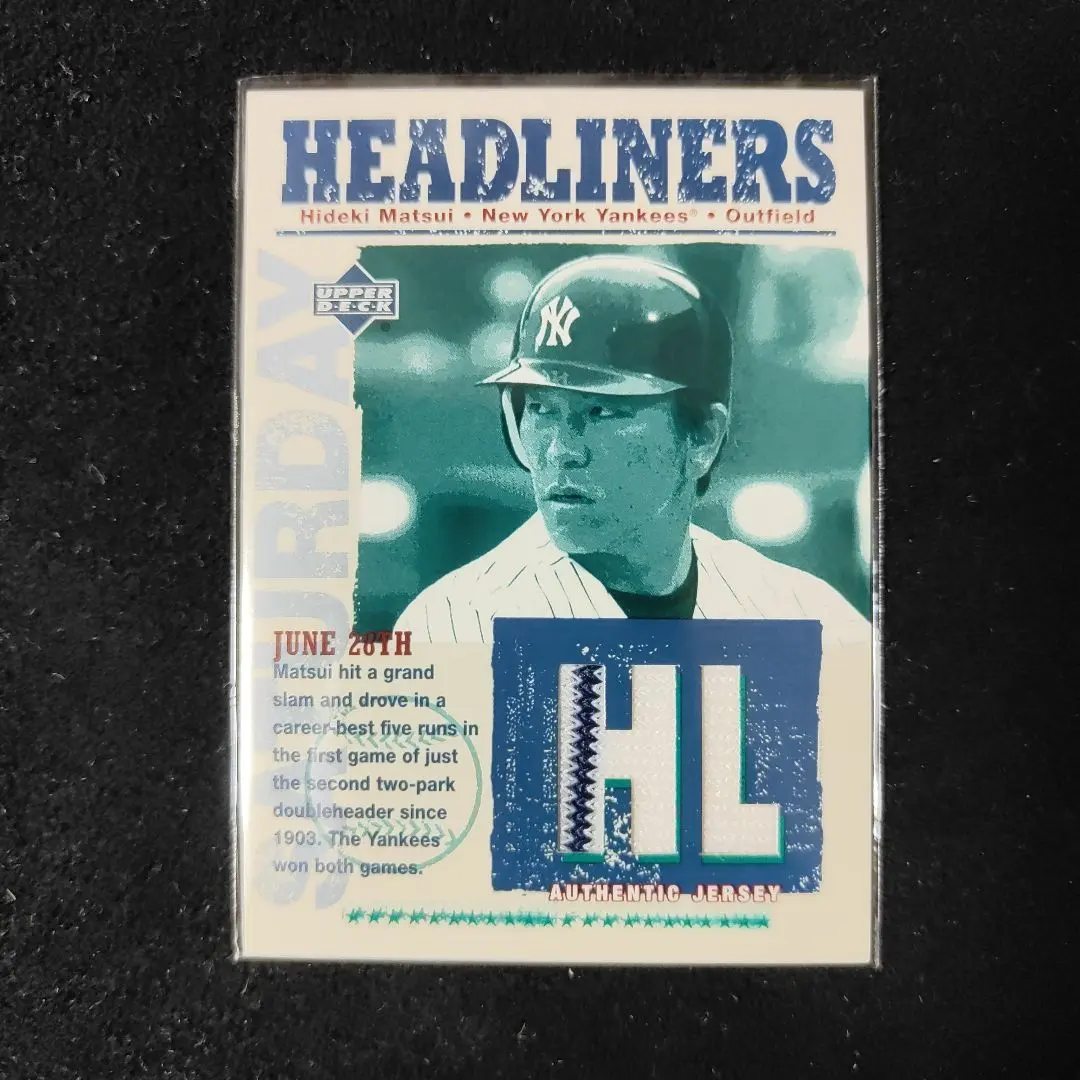 HEADLINERS
Hideki Matsui • New York Yankees® • Outfield
SATURDAY
UPPER
D·E·C·K
NY
JUNE 28TH
Matsui hit a grand
slam and drove in a
career-best five runs in
the first game of just
the second two-park
doubleheader since
1903. The Yankees
won both games.
HL
AUTHENTIC JERSEY